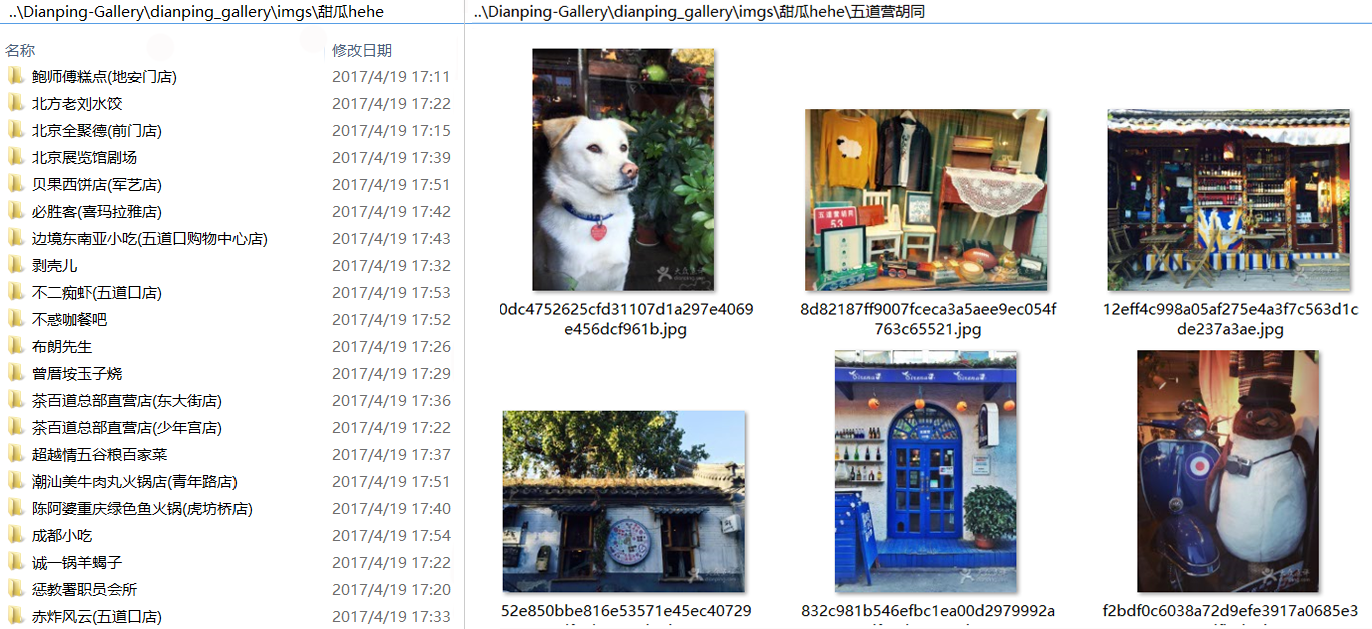 ..\Dianping-Gallery\dianping_gallery\imgs\甜瓜hehe
名称 修改日期
鲍师傅糕点(地安门店) 2017/4/19 17:11
北方老刘水饺 2017/4/19 17:22
北京全聚德(前门店) 2017/4/19 17:15
北京展览馆剧场 2017/4/19 17:39
贝果西饼店(军艺店) 2017/4/19 17:51
必胜客(喜玛拉雅店) 2017/4/19 17:42
边境东南亚小吃(五道口购物中心店) 2017/4/19 17:43
剥壳儿 2017/4/19 17:32
不二痴虾(五道口店) 2017/4/19 17:53
不惑咖餐吧 2017/4/19 17:52
布朗先生 2017/4/19 17:26
曾厝垵玉子烧 2017/4/19 17:29
茶百道总部直营店(东大街店) 2017/4/19 17:36
茶百道总部直营店(少年宫店) 2017/4/19 17:22
超越情五谷粮百家菜 2017/4/19 17:37
潮汕美牛肉丸火锅店(青年路店) 2017/4/19 17:51
陈阿婆重庆绿色鱼火锅(虎坊桥店) 2017/4/19 17:40
成都小吃 2017/4/19 17:54
诚一锅羊蝎子 2017/4/19 17:22
惩教署职员会所 2017/4/19 17:20
赤炸风云(五道口店) 2017/4/19 17:33
..\Dianping-Gallery\dianping_gallery\imgs\甜瓜hehe\五道营胡同
五道营胡同
53
0dc4752625cfd31107d1a297e4069
e456dcf961b.jpg
8d82187ff9007fceca3a5aee9ec054f
763c65521.jpg
12eff4c998a05af275e4a3f7c563d1c
de237a3ae.jpg
52e850bbe816e53571e45ec40729
832c981b546efbc1ea00d2979992a
f2bdf0c6038a72d9efe3917a0685e3